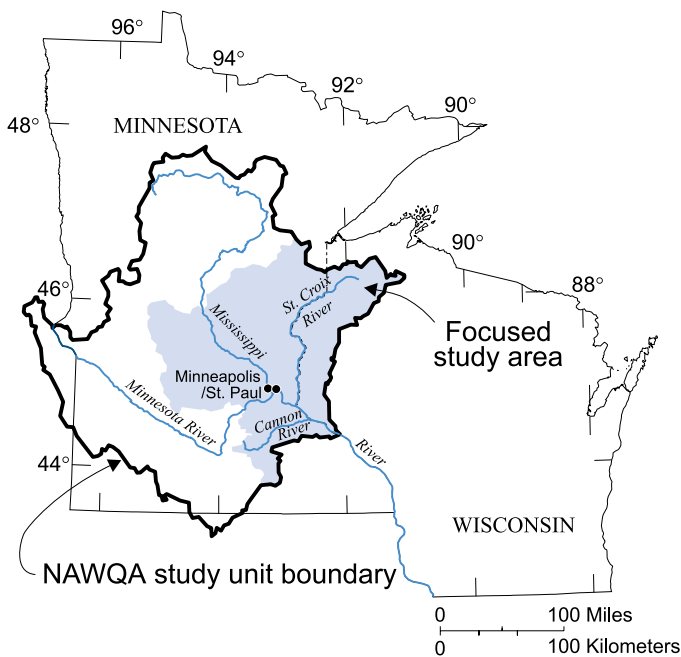 96°
94°
92°
90°
48°
MINNESOTA
90°
46°
88°
St. Croix
River
Mississippi
Focused
study area
Minneapolis
/St. Paul
Minnesota River
Cannon
River
River
44°
WISCONSIN
NAWQA study unit boundary
0 100 Miles
0 100 Kilometers